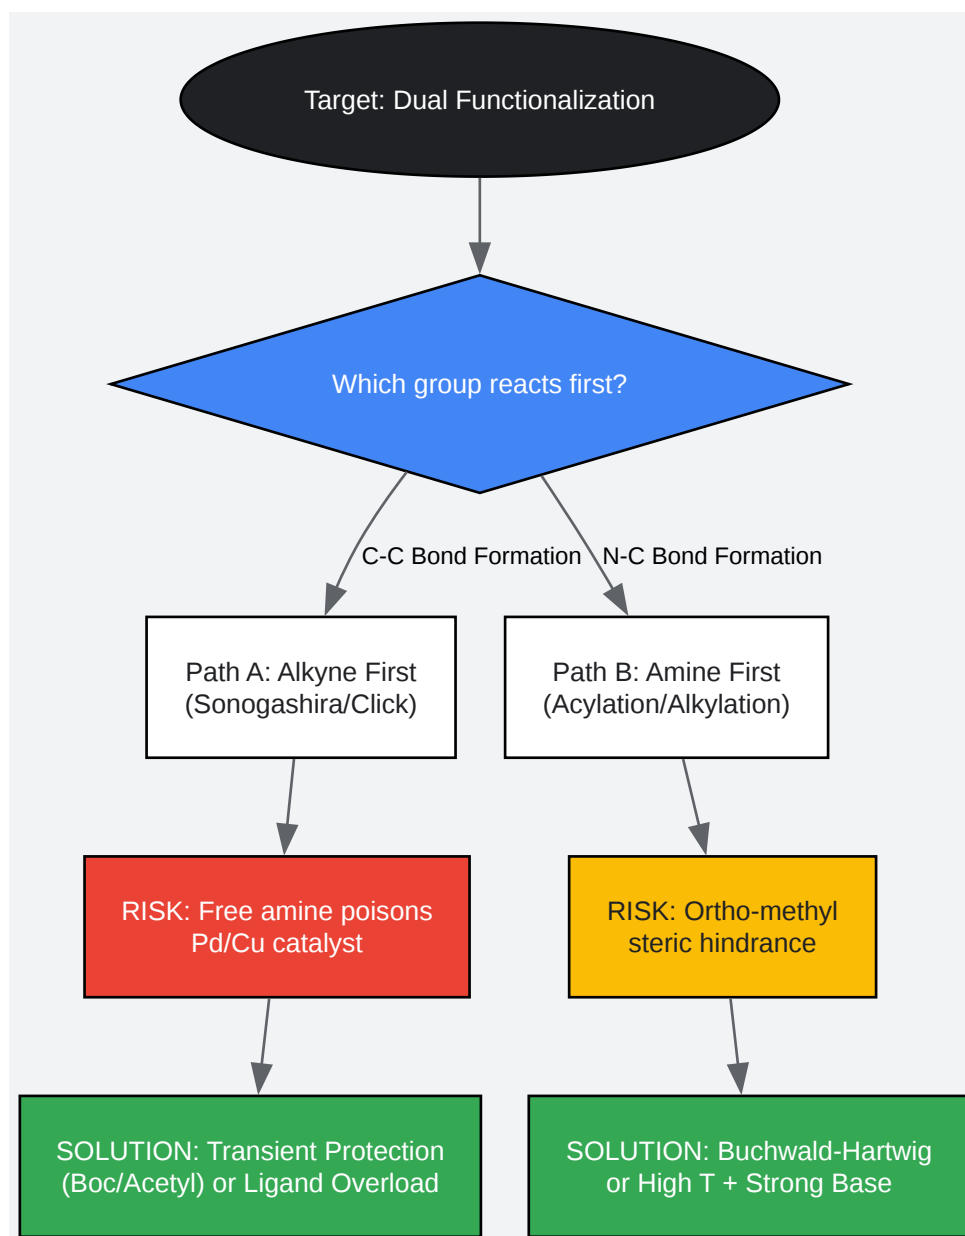 Target: Dual Functionalization
Which group reacts first?
C-C Bond Formation
N-C Bond Formation
Path A: Alkyne First
(Sonogashira/Click)
Path B: Amine First
(Acylation/Alkylation)
RISK: Free amine poisons
Pd/Cu catalyst
RISK: Ortho-methyl
steric hindrance
SOLUTION: Transient Protection
(Boc/Acetyl) or Ligand Overload
SOLUTION: Buchwald-Hartwig
or High T + Strong Base